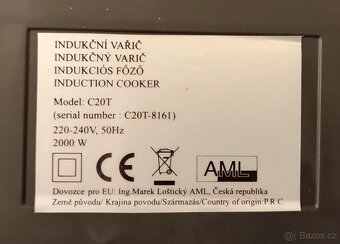 INDUKČNÍ VAŘIČ
INDUKČNÝ VARIČ
INDUKCIÓS FŐZŐ
INDUCTION COOKER
Model: C20T
(serial number : C20T-8161)
220-240V, 50Hz
2000 W
CE
AML
Dovozce pro EU: Ing.Marek Loštický AML, Česká republika
Země původu/ Krajina povodu/Származás/Country of origin:P.R.C.
Bazos.cz